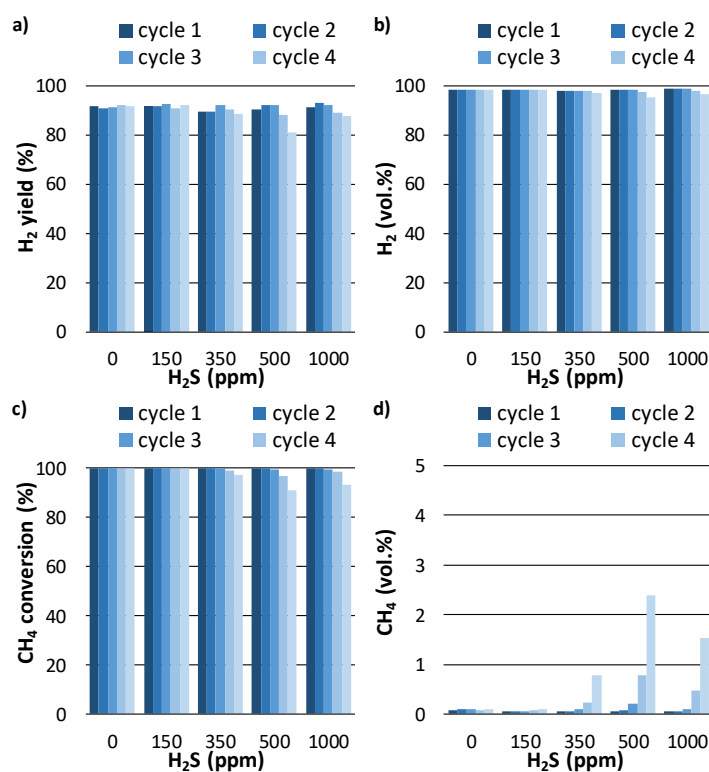 a)
cycle 1 cycle 2
cycle 3 cycle 4
H₂ yield (%)
100
80
60
40
20
0
0 150 350 500 1000
H₂S (ppm)
b)
cycle 1 cycle 2
cycle 3 cycle 4
H₂ (vol.%)
100
80
60
40
20
0
0 150 350 500 1000
H₂S (ppm)
c)
cycle 1 cycle 2
cycle 3 cycle 4
CH₄ conversion (%)
100
80
60
40
20
0
0 150 350 500 1000
H₂S (ppm)
d)
cycle 1 cycle 2
cycle 3 cycle 4
CH₄ (vol.%)
5
4
3
2
1
0
0 150 350 500 1000
H₂S (ppm)